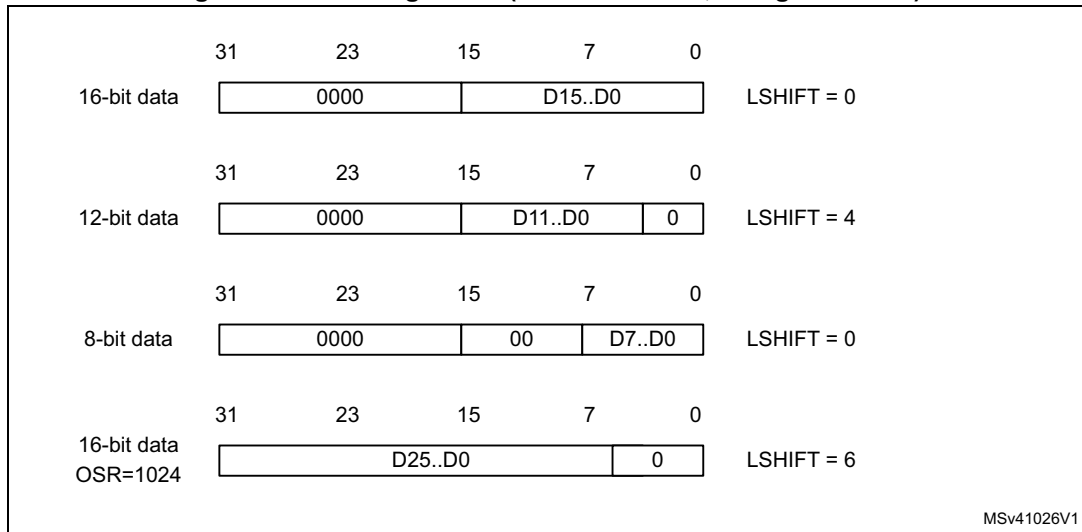 31 23 15 7 0
16-bit data 0000 D15..D0 LSHIFT = 0
31 23 15 7 0
12-bit data 0000 D11..D0 0 LSHIFT = 4
31 23 15 7 0
8-bit data 0000 00 D7..D0 LSHIFT = 0
31 23 15 7 0
16-bit data
OSR=1024
D25..D0 0 LSHIFT = 6
MSv41026V1